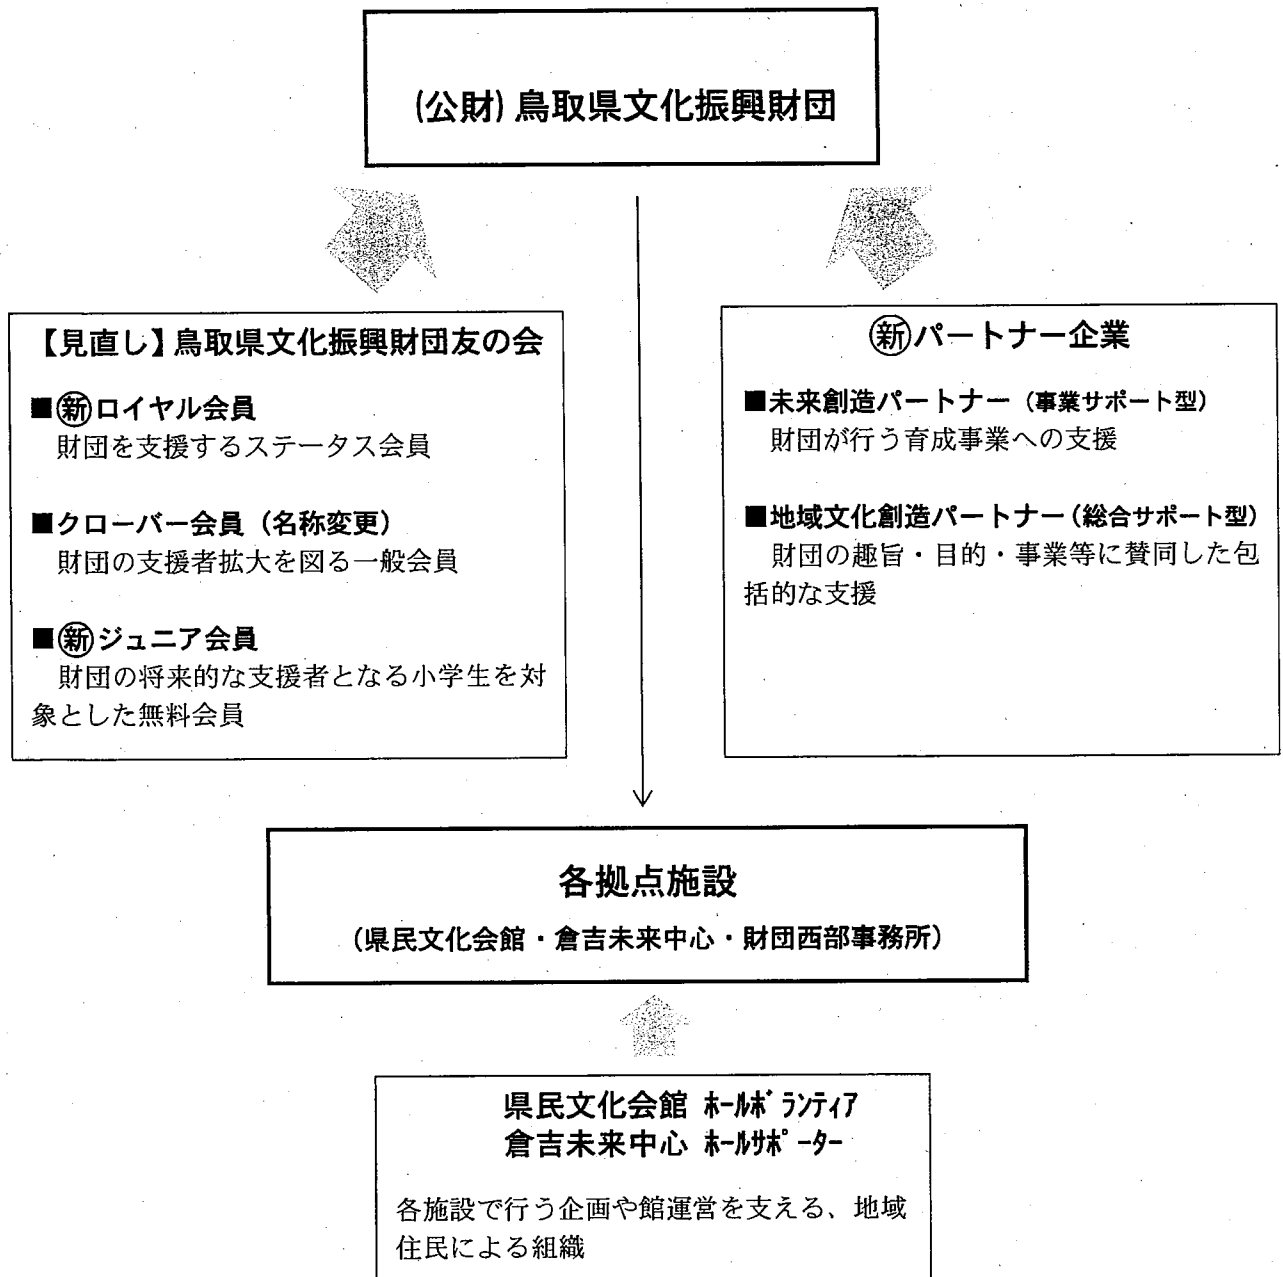 (公財)鳥取県文化振興財団
【見直し】鳥取県文化振興財団友の会
■㊟ロイヤル会員
財団を支援するステータス会員
■クローバー会員(名称変更)
財団の支援者拡大を図る一般会員
■新ジュニア会員
財団の将来的な支援者となる小学生を対
象とした無料会員
新パートナー企業
■未来創造パートナー(事業サポート型)
財団が行う育成事業への支援
■地域文化創造パートナー(総合サポート型)
財団の趣旨・目的・事業等に賛同した包
括的な支援
各拠点施設
(県民文化会館・倉吉未来中心・財団西部事務所)
県民文化会館 ホールボランティア
倉吉未来中心 ホールサポーター
各施設で行う企画や館運営を支える、地域
住民による組織